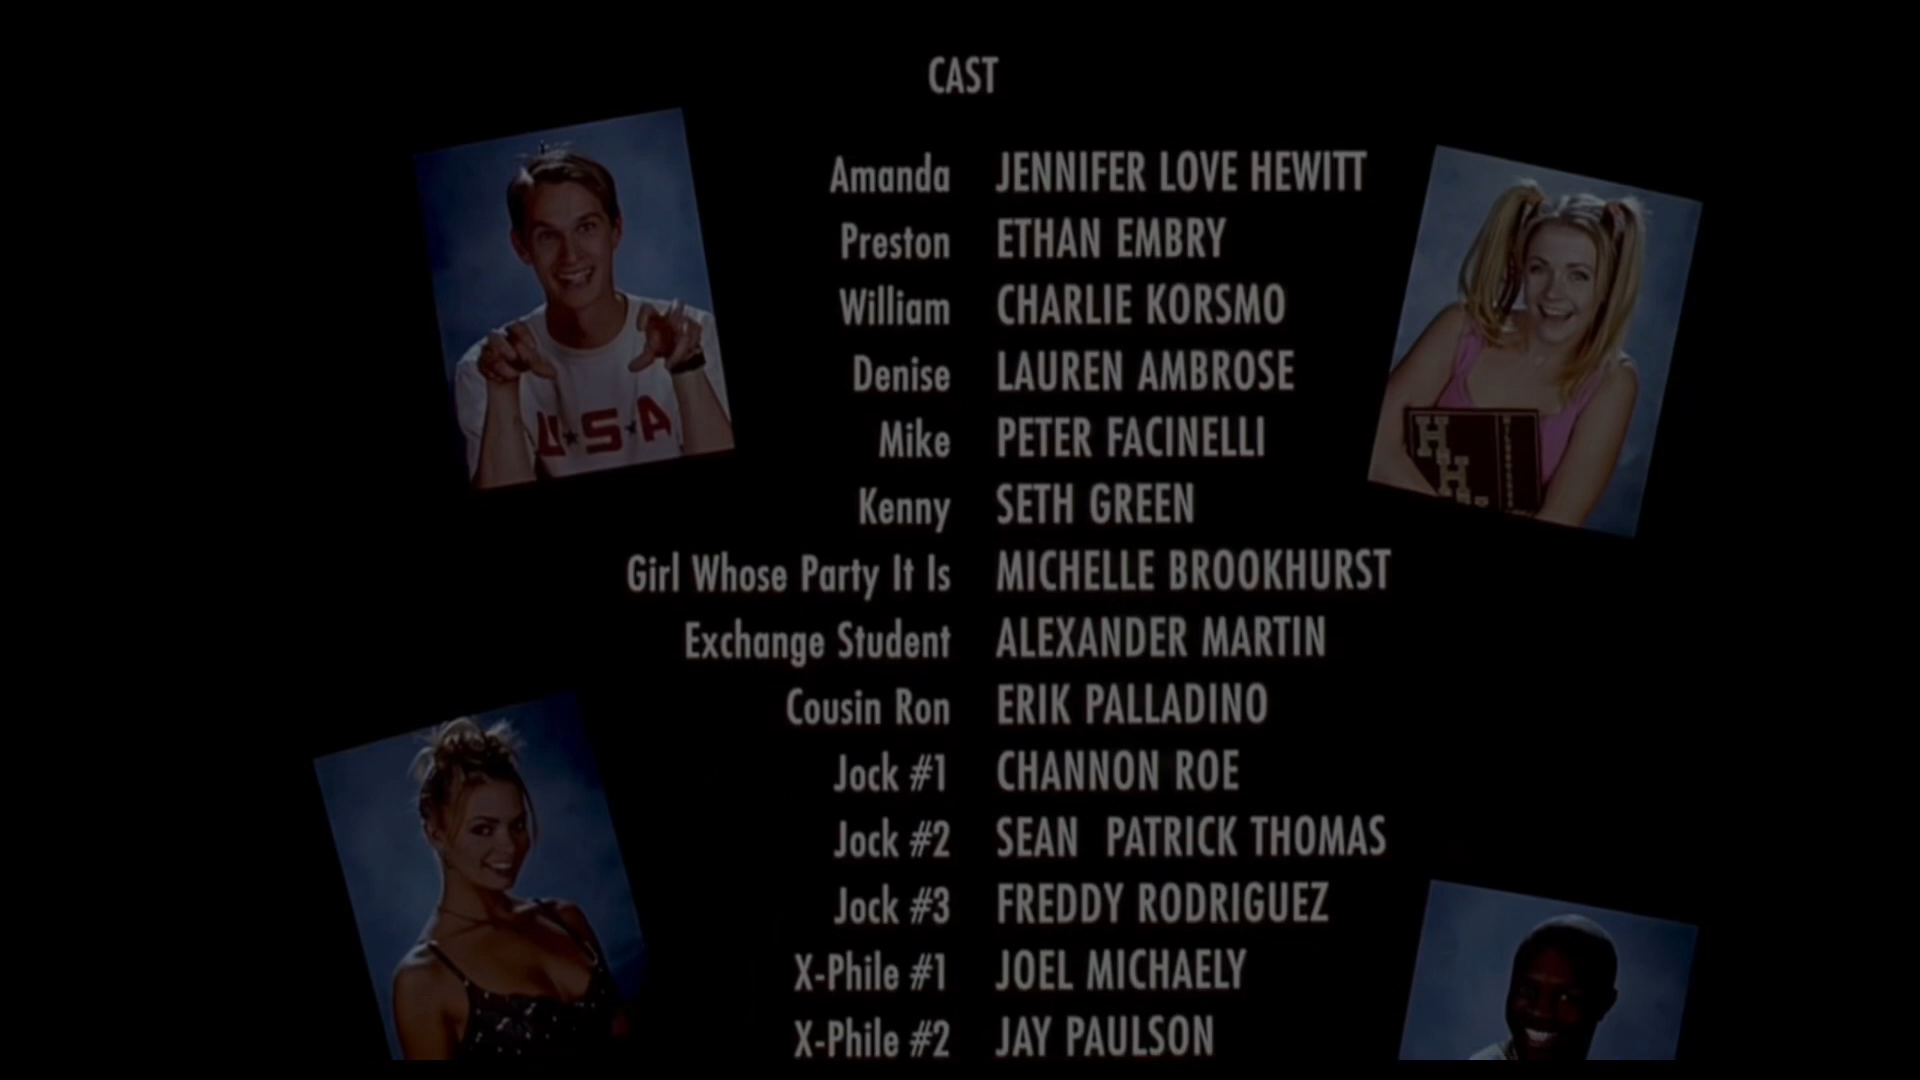 CAST
Amanda JENNIFER LOVE HEWITT
Preston ETHAN EMBRY
William CHARLIE KORSMO
Denise LAUREN AMBROSE
Mike PETER FACINELLI
Kenny SETH GREEN
Girl Whose Party It Is MICHELLE BROOKHURST
Exchange Student ALEXANDER MARTIN
Cousin Ron ERIK PALLADINO
Jock #1 CHANNON ROE
Jock #2 SEAN PATRICK THOMAS
Jock #3 FREDDY RODRIGUEZ
X-Phile #1 JOEL MICHAELY
X-Phile #2 JAY PAULSON
U★S★A
H
H